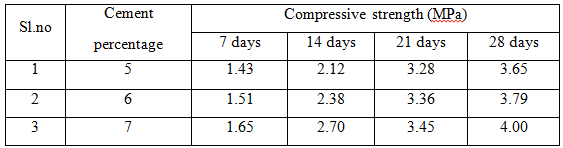 Sl.no Cement percentage Compressive strength (MPa)
7 days 14 days 21 days 28 days
1 5 1.43 2.12 3.28 3.65
2 6 1.51 2.38 3.36 3.79
3 7 1.65 2.70 3.45 4.00